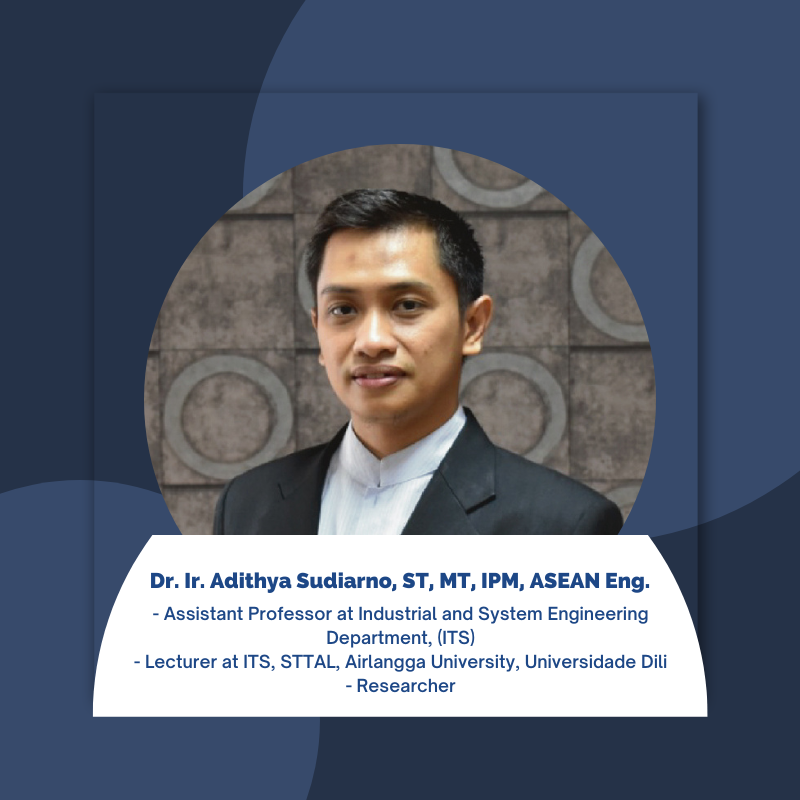 Dr. Ir. Adithya Sudiarno, ST, MT, IPM, ASEAN Eng.
- Assistant Professor at Industrial and System Engineering
Department, (ITS)
- Lecturer at ITS, STTAL, Airlangga University, Universidade Dili
- Researcher